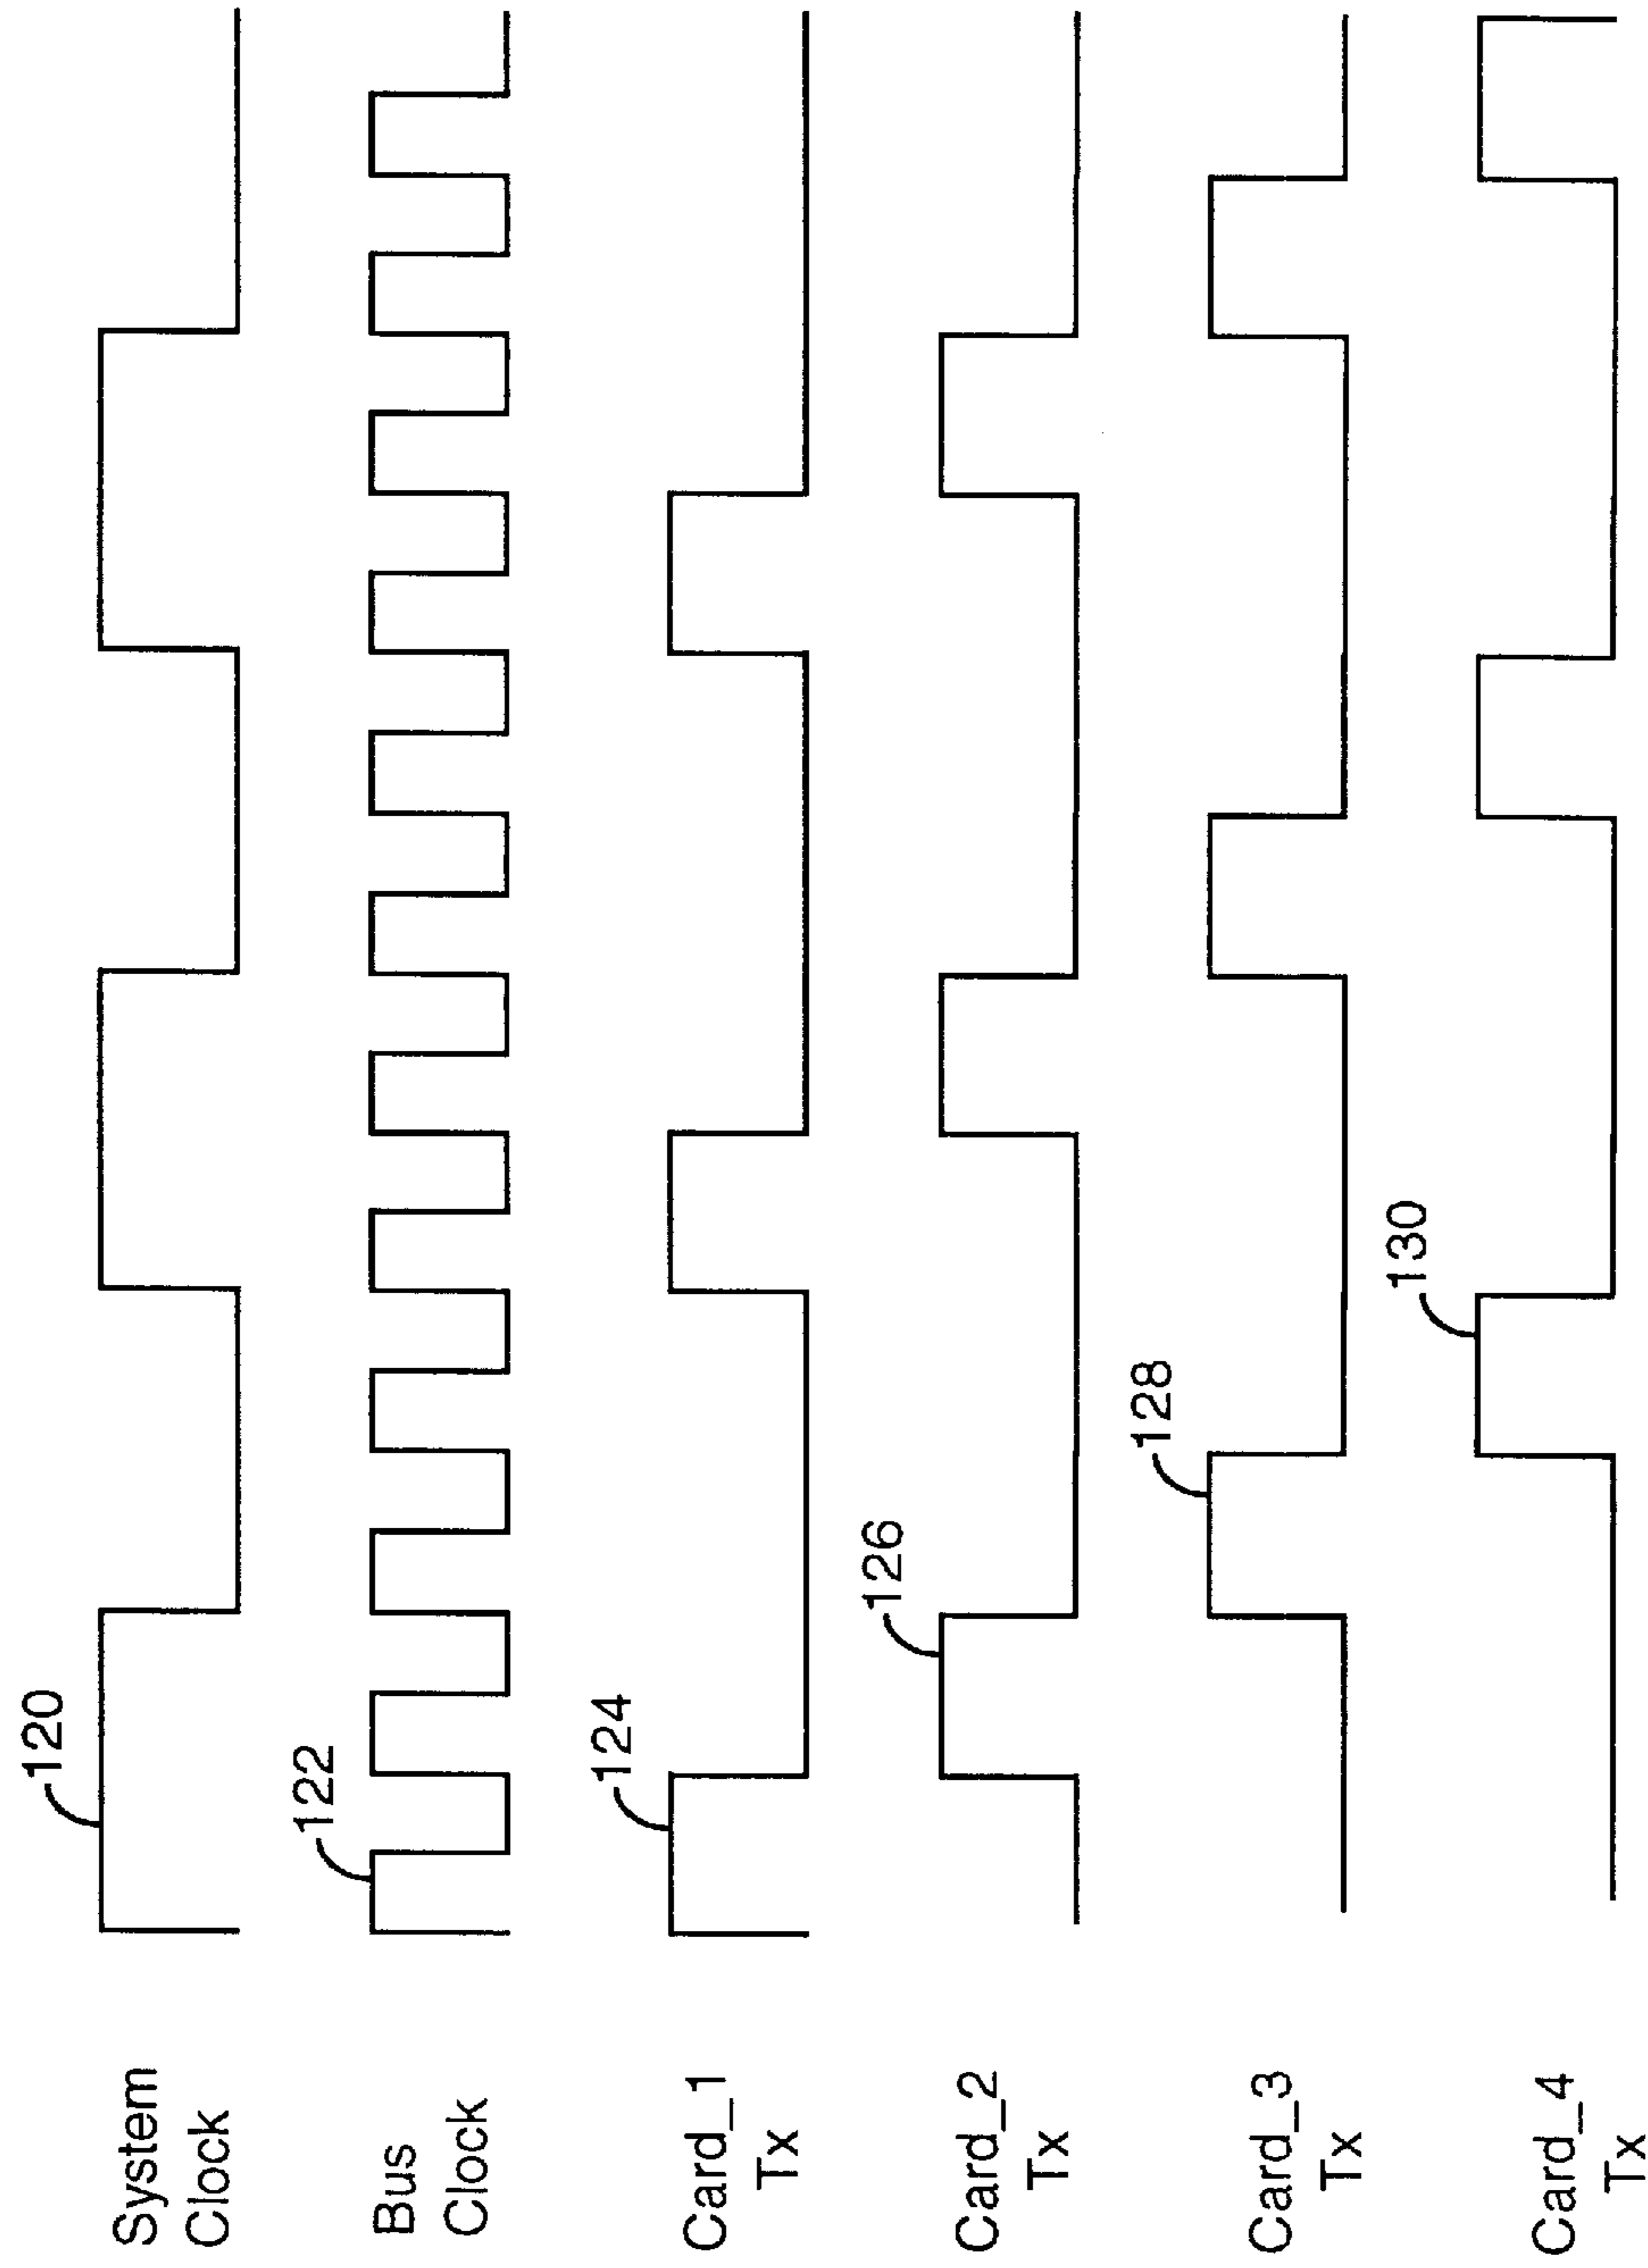 System
Clock
120
Bus
Clock
122
Card_1
Tx
124
Card_2
Tx
126
Card_3
Tx
128
Card_4
Tx
130